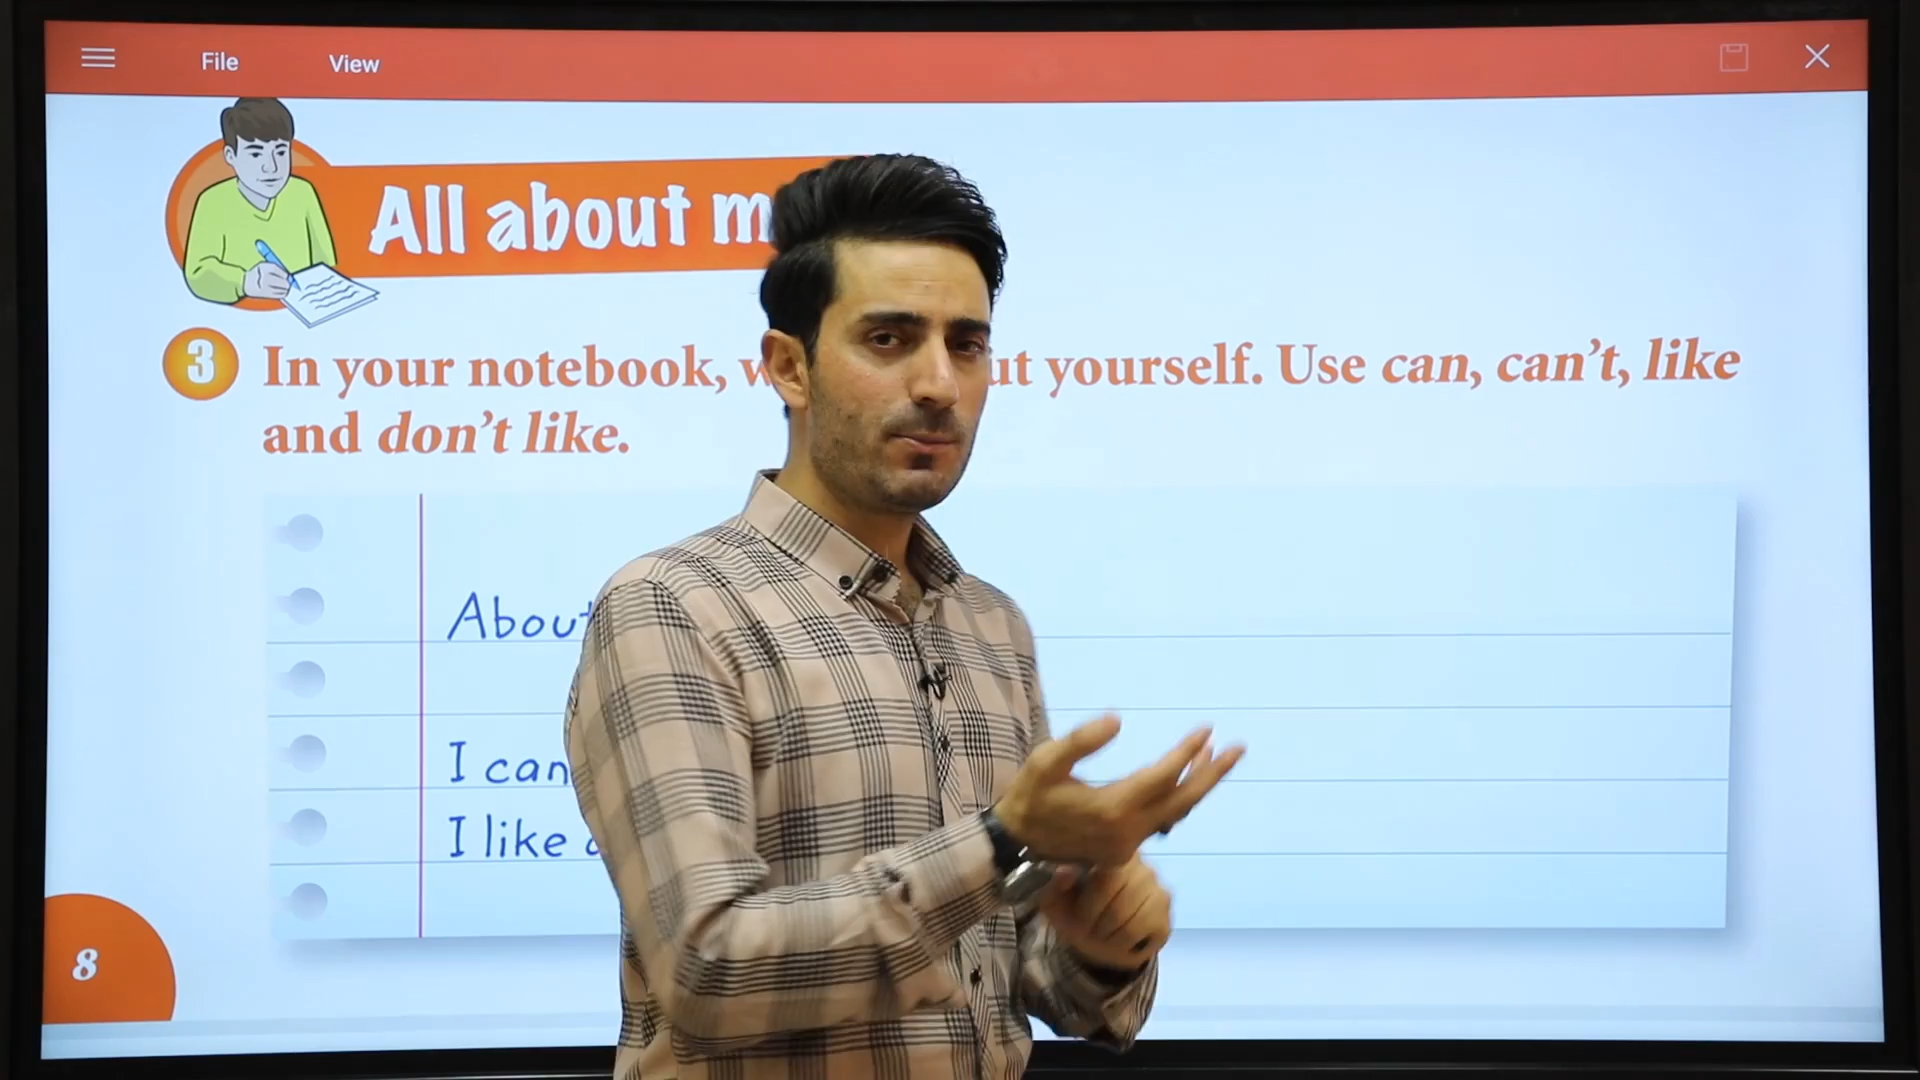 File View
All about
3 In your notebook, yourself. Use can, can't, like
and don't like.
About
I can
I like
8